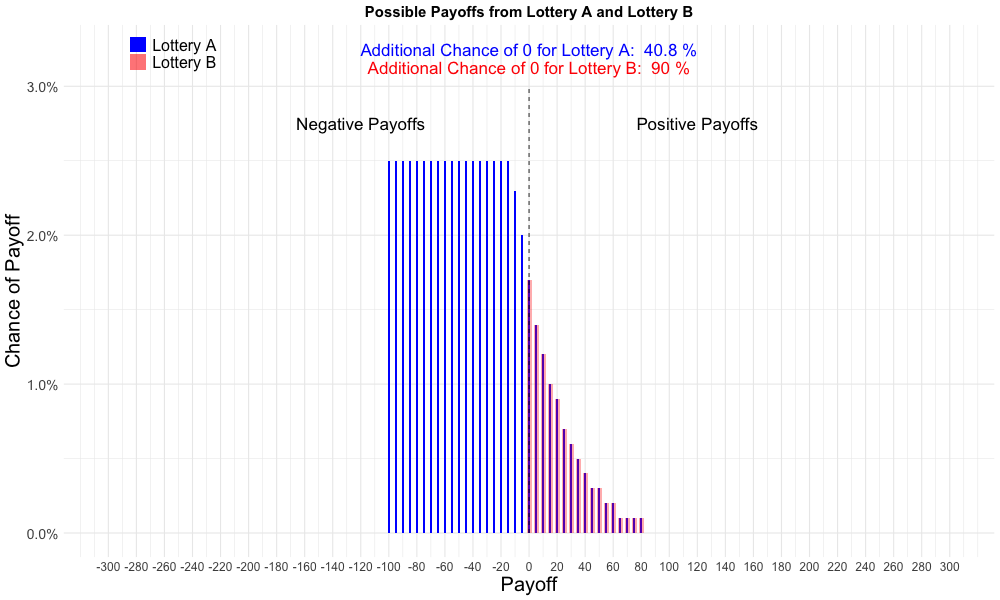 Possible Payoffs from Lottery A and Lottery B
Lottery A
Lottery B
Additional Chance of 0 for Lottery A:  40.8 %
Additional Chance of 0 for Lottery B:  90 %
Negative Payoffs
Positive Payoffs
Chance of Payoff
3.0%
2.0%
1.0%
0.0%
-300 -280 -260 -240 -220 -200 -180 -160 -140 -120 -100 -80 -60 -40 -20 0 20 40 60 80 100 120 140 160 180 200 220 240 260 280 300
Payoff